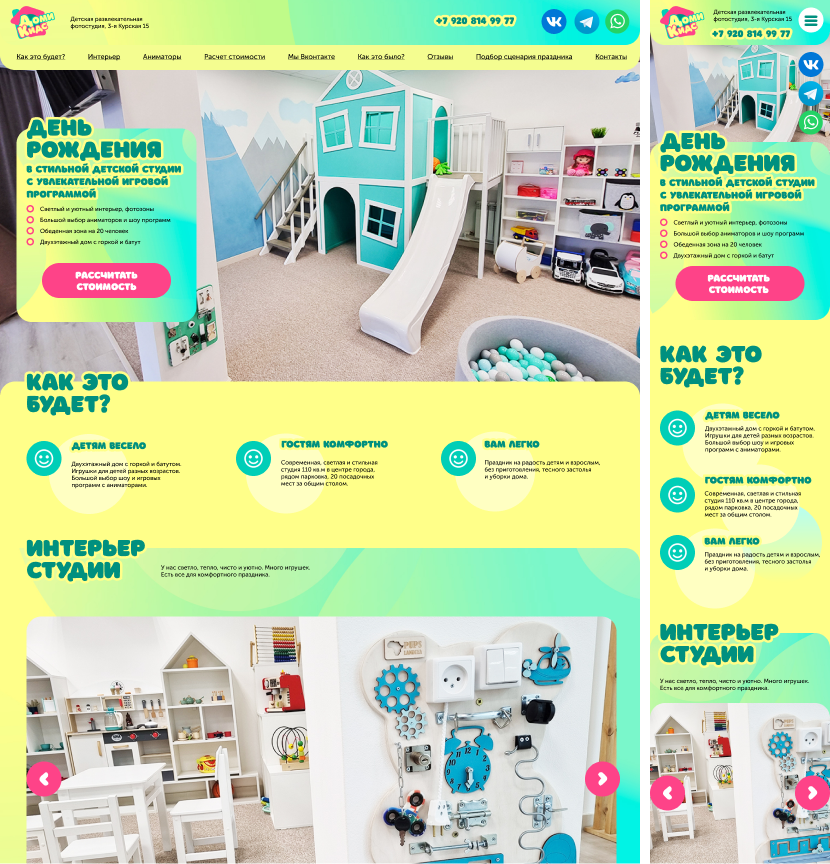 Доми
Кидс
Детская развлекательная
фотостудия, 3-я Курская 15
+7 920 814 99 77
Как это будет?
Интерьер
Аниматоры
Расчет стоимости
Мы Вконтакте
Как это было?
Отзывы
Подбор сценария праздника
Контакты
ДЕНЬ
РОЖДЕНИЯ
В СТИЛЬНОЙ ДЕТСКОЙ СТУДИИ
С УВЛЕКАТЕЛЬНОЙ ИГРОВОЙ
ПРОГРАММОЙ
Светлый и уютный интерьер, фотозоны
Большой выбор аниматоров и шоу программ
Обеденная зона на 20 человек
Двухэтажный дом с горкой и батут
РАССЧИТАТЬ
СТОИМОСТЬ
КАК ЭТО
БУДЕТ?
ДЕТЯМ ВЕСЕЛО
Двухэтажный дом с горкой и батутом.
Игрушки для детей разных возрастов.
Большой выбор шоу и игровых
программ с аниматорами.
ГОСТЯМ КОМФОРТНО
Современная, светлая и стильная
студия 110 кв.м в центре города,
рядом парковка, 20 посадочных
мест за общим столом.
ВАМ ЛЕГКО
Праздник на радость детям и взрослым,
без приготовления, тесного застолья
и уборки дома.
ИНТЕРЬЕР
СТУДИИ
У нас светло, тепло, чисто и уютно. Много игрушек.
Есть все для комфортного праздника.
Доми
Кидс
Детская развлекательная
фотостудия, 3-я Курская 15
+7 920 814 99 77
ДЕНЬ
РОЖДЕНИЯ
В СТИЛЬНОЙ ДЕТСКОЙ СТУДИИ
С УВЛЕКАТЕЛЬНОЙ ИГРОВОЙ
ПРОГРАММОЙ
Светлый и уютный интерьер, фотозоны
Большой выбор аниматоров и шоу программ
Обеденная зона на 20 человек
Двухэтажный дом с горкой и батут
РАССЧИТАТЬ
СТОИМОСТЬ
КАК ЭТО
БУДЕТ?
ДЕТЯМ ВЕСЕЛО
Двухэтажный дом с горкой и батутом.
Игрушки для детей разных возрастов.
Большой выбор шоу и игровых
программ с аниматорами.
ГОСТЯМ КОМФОРТНО
Современная, светлая и стильная
студия 110 кв.м в центре города,
рядом парковка, 20 посадочных
мест за общим столом.
ВАМ ЛЕГКО
Праздник на радость детям и взрослым,
без приготовления, тесного застолья
и уборки дома.
ИНТЕРЬЕР
СТУДИИ
У нас светло, тепло, чисто и уютно. Много игрушек.
Есть все для комфортного праздника.